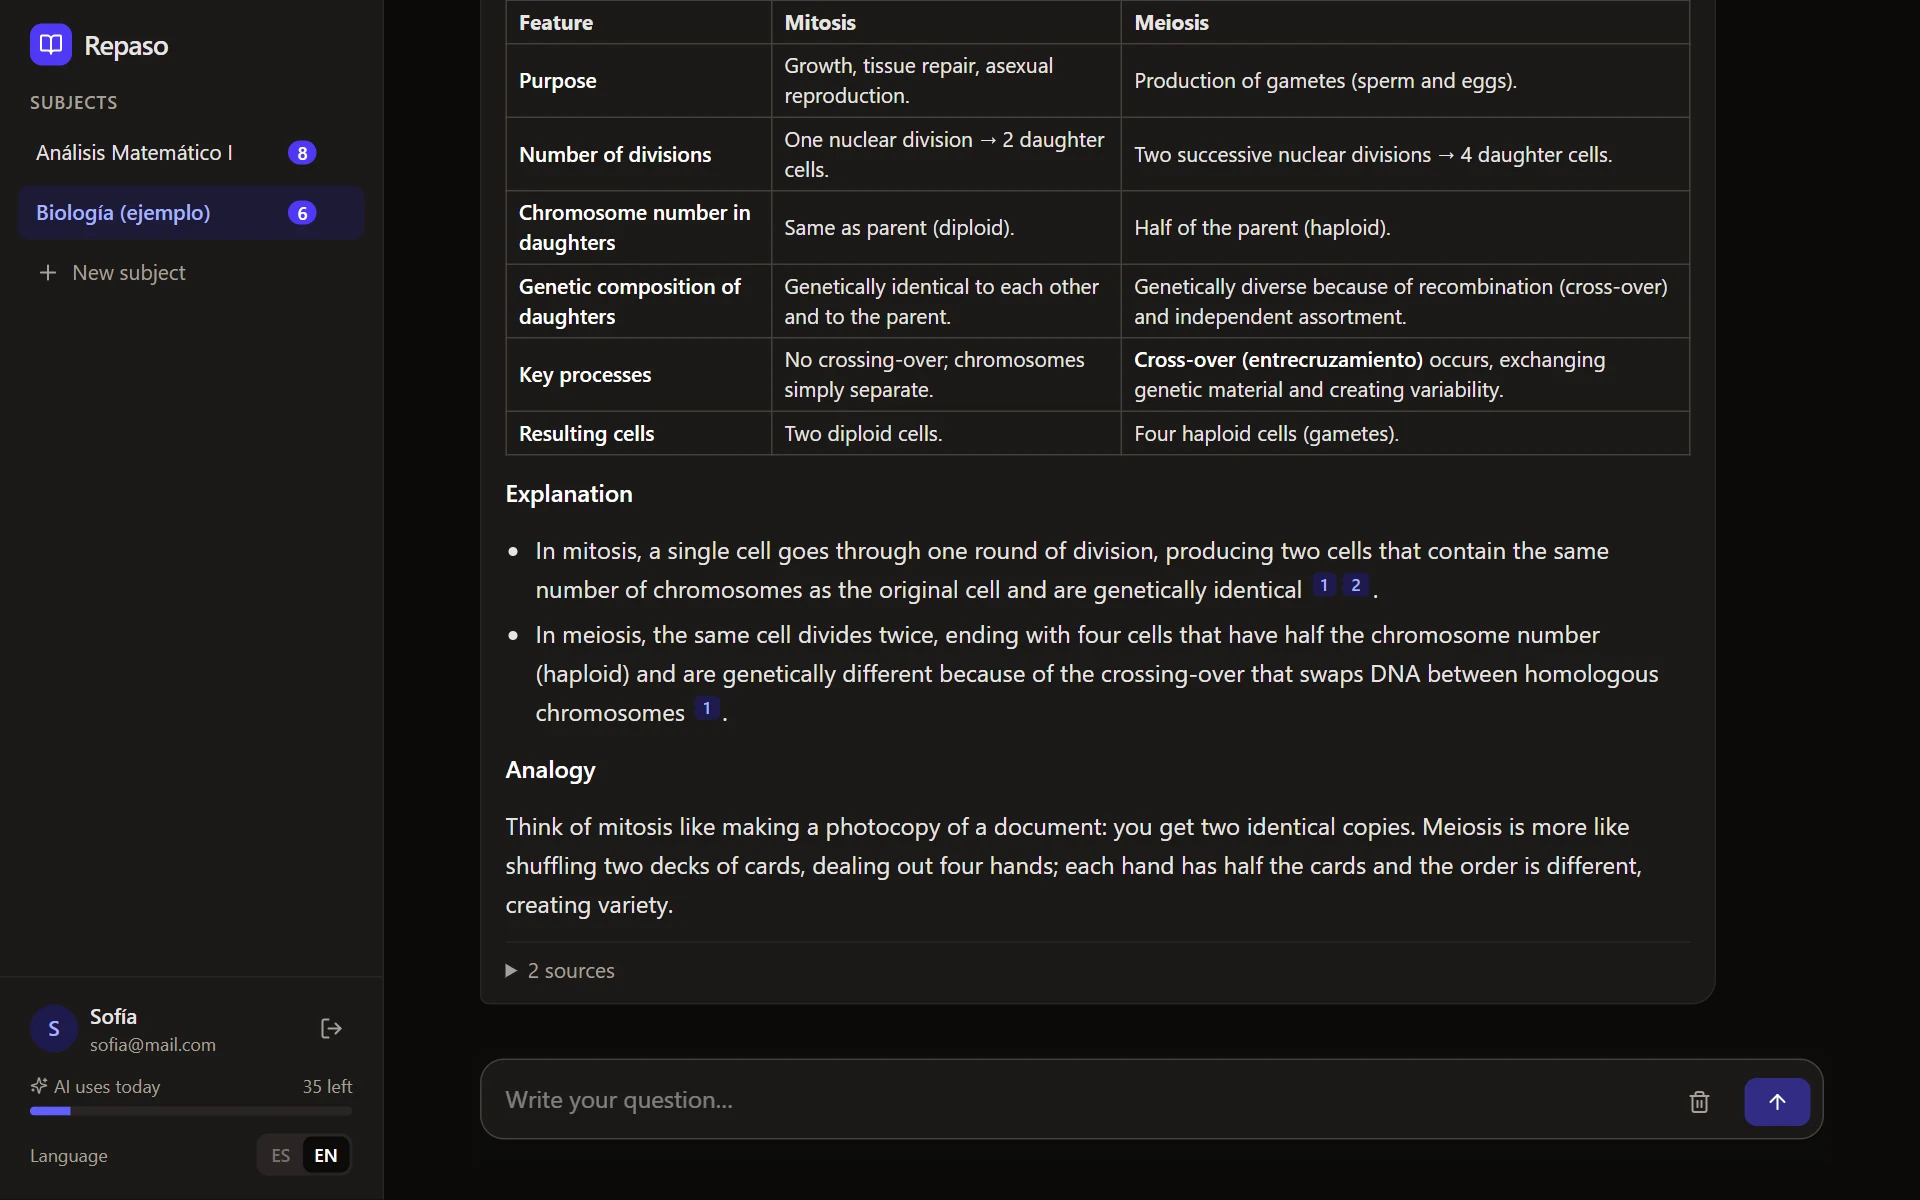 Repaso
SUBJECTS
Análisis Matemático I 8
Biología (ejemplo) 6
New subject
Feature Mitosis Meiosis
Purpose
Growth, tissue repair, asexual
reproduction.
Production of gametes (sperm and eggs).
Number of divisions
One nuclear division → 2 daughter
cells.
Two successive nuclear divisions → 4 daughter cells.
Chromosome number in
daughters
Same as parent (diploid).
Half of the parent (haploid).
Genetic composition of
daughters
Genetically identical to each other
and to the parent.
Genetically diverse because of recombination (cross-over)
and independent assortment.
Key processes
No crossing-over; chromosomes
simply separate.
Cross-over (entrecruzamiento) occurs, exchanging
genetic material and creating variability.
Resulting cells
Two diploid cells.
Four haploid cells (gametes).
Explanation
• In mitosis, a single cell goes through one round of division, producing two cells that contain the same
number of chromosomes as the original cell and are genetically identical 1 2 .
• In meiosis, the same cell divides twice, ending with four cells that have half the chromosome number
(haploid) and are genetically different because of the crossing-over that swaps DNA between homologous
chromosomes 1 .
Analogy
Think of mitosis like making a photocopy of a document: you get two identical copies. Meiosis is more like
shuffling two decks of cards, dealing out four hands; each hand has half the cards and the order is different,
creating variety.
2 sources
Write your question...
S
Sofía
sofia@mail.com
AI uses today 35 left
Language ES EN